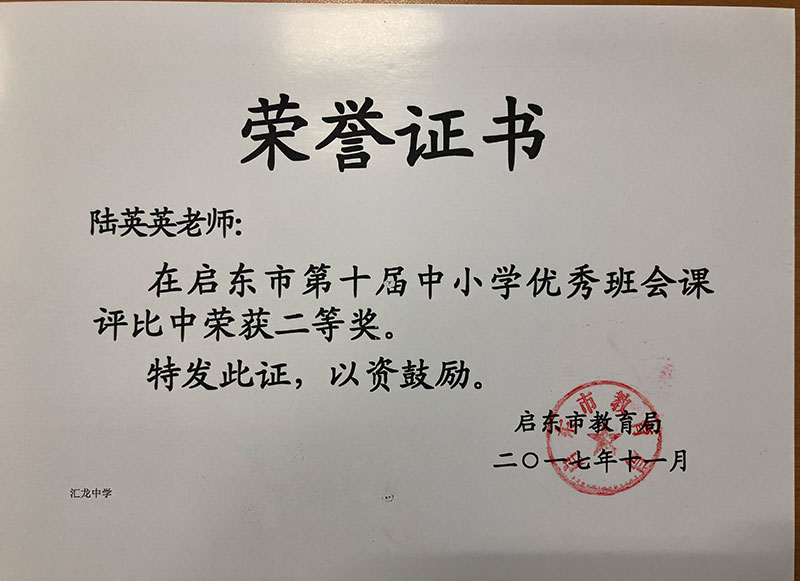 荣誉证书
陆英英老师:
在启东市第十届中小学优秀班会课
评比中荣获二等奖。
特发此证，以资鼓励。
启东市教育局
二〇一七年十一月
汇龙中学